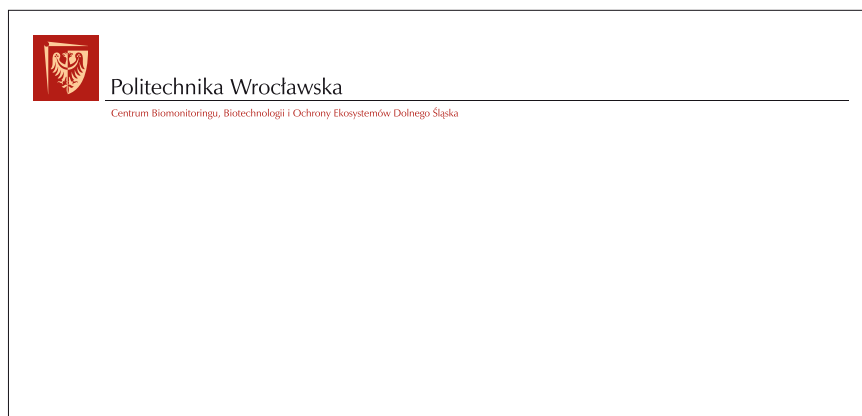 Politechnika Wrocławska
Centrum Biomonitoringu, Biotechnologii i Ochrony Ekosystemów Dolnego Śląska